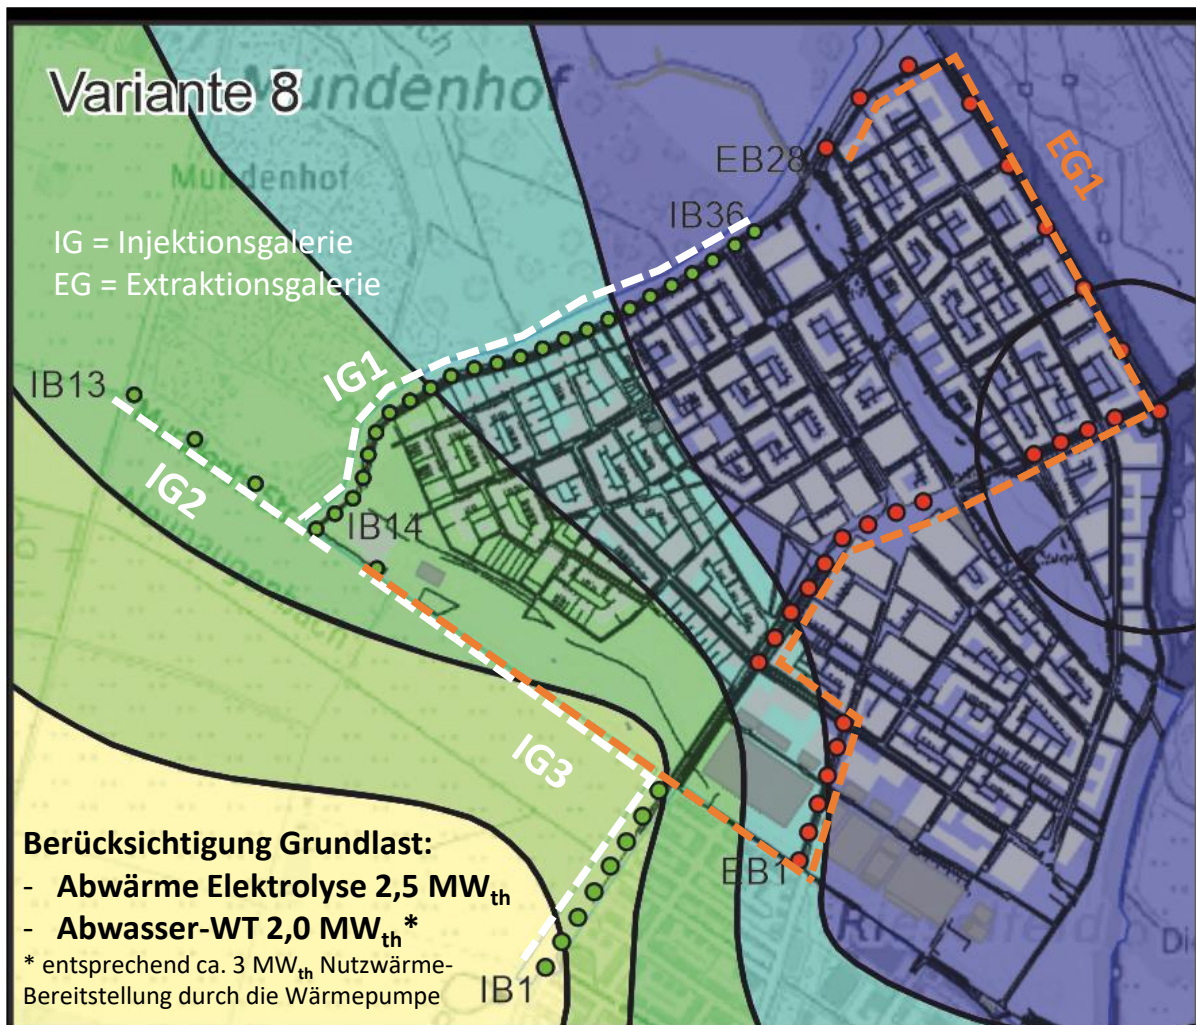 Variante 8
Mundenhof
Mundenhof
IG = Injektionsgalerie
EG = Extraktionsgalerie
EB28
EG1
IB36
IG1
IB13
IG2
IB14
IG3
EB1
Berücksichtigung Grundlast:
- Abwärme Elektrolyse 2,5 MWth
- Abwasser-WT 2,0 MWth*
* entsprechend ca. 3 MWth Nutzwärme-
Bereitstellung durch die Wärmepumpe
IB1
Di